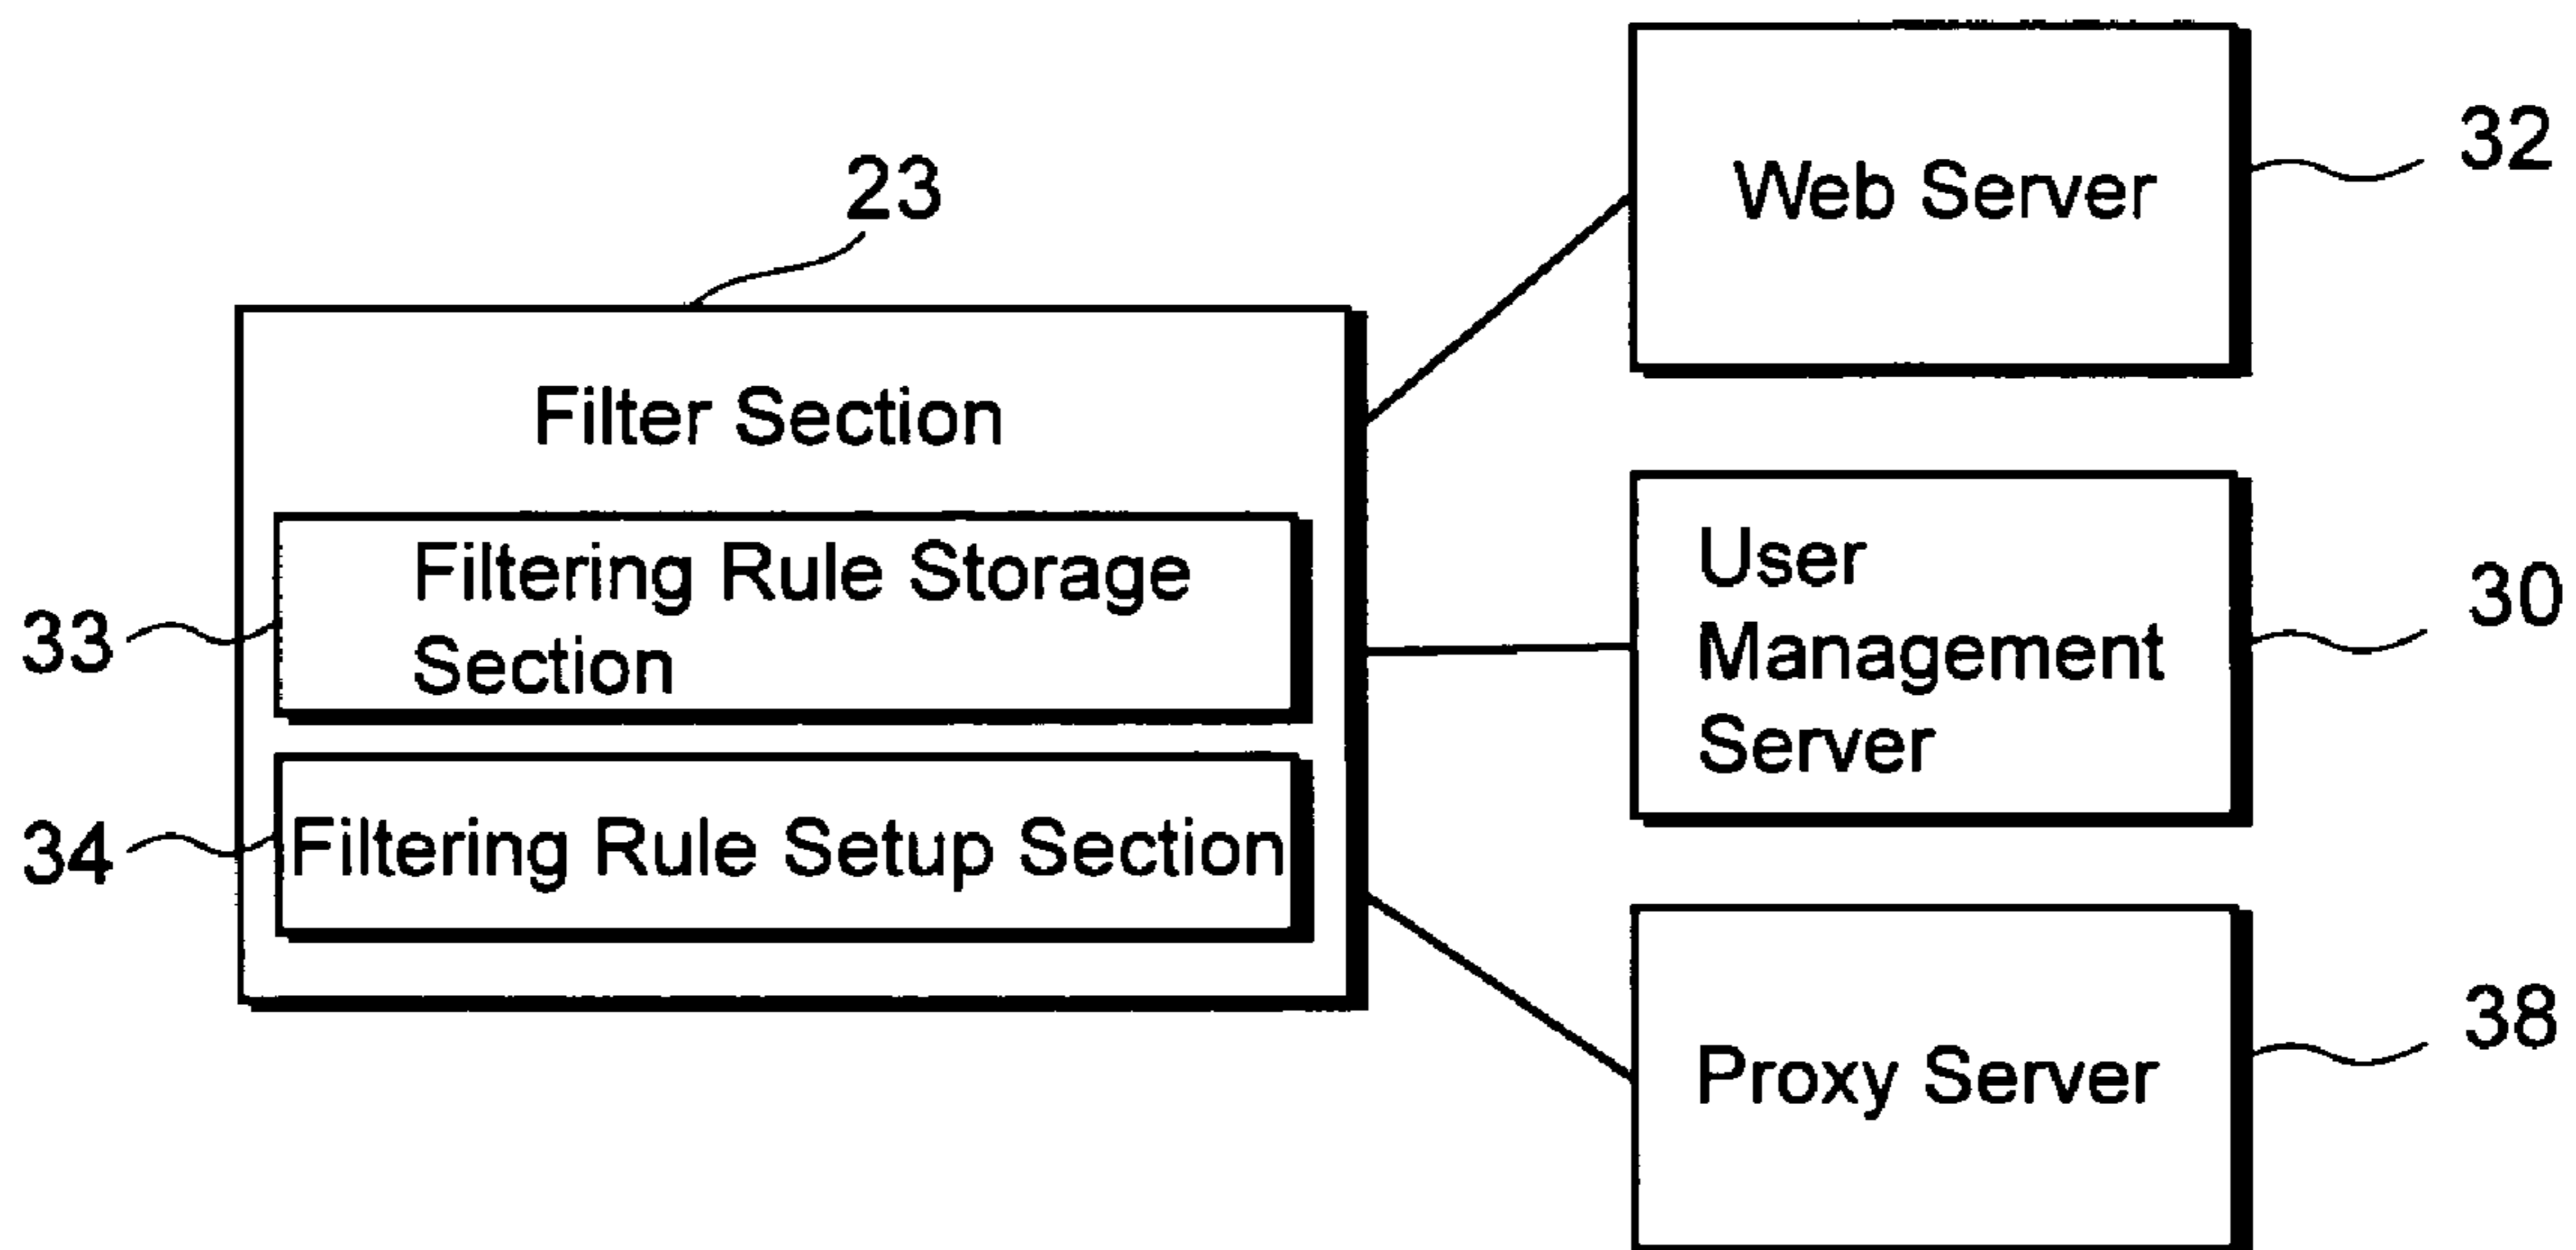 23
Filter Section
33
Filtering Rule Storage
Section
34
Filtering Rule Setup Section
Web Server
32
User
Management
Server
30
Proxy Server
38